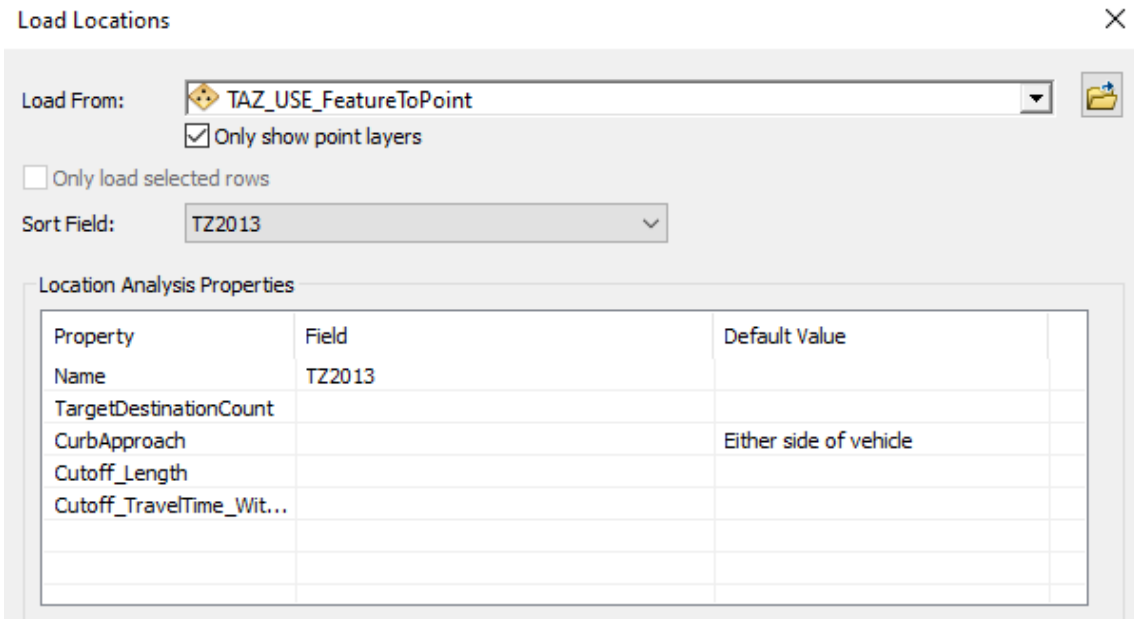 Load Locations
Load From: TAZ_USE_FeatureToPoint
Only show point layers
Only load selected rows
Sort Field: TZ2013
Location Analysis Properties
Property Field Default Value
Name TZ2013
TargetDestinationCount
CurbApproach Either side of vehicle
Cutoff_Length
Cutoff_TravelTime_Wit...